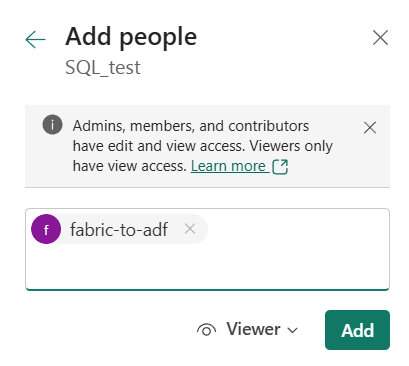 Add people
SQL_test
Admins, members, and contributors
have edit and view access. Viewers only
have view access. Learn more
f fabric-to-adf
Viewer
Add